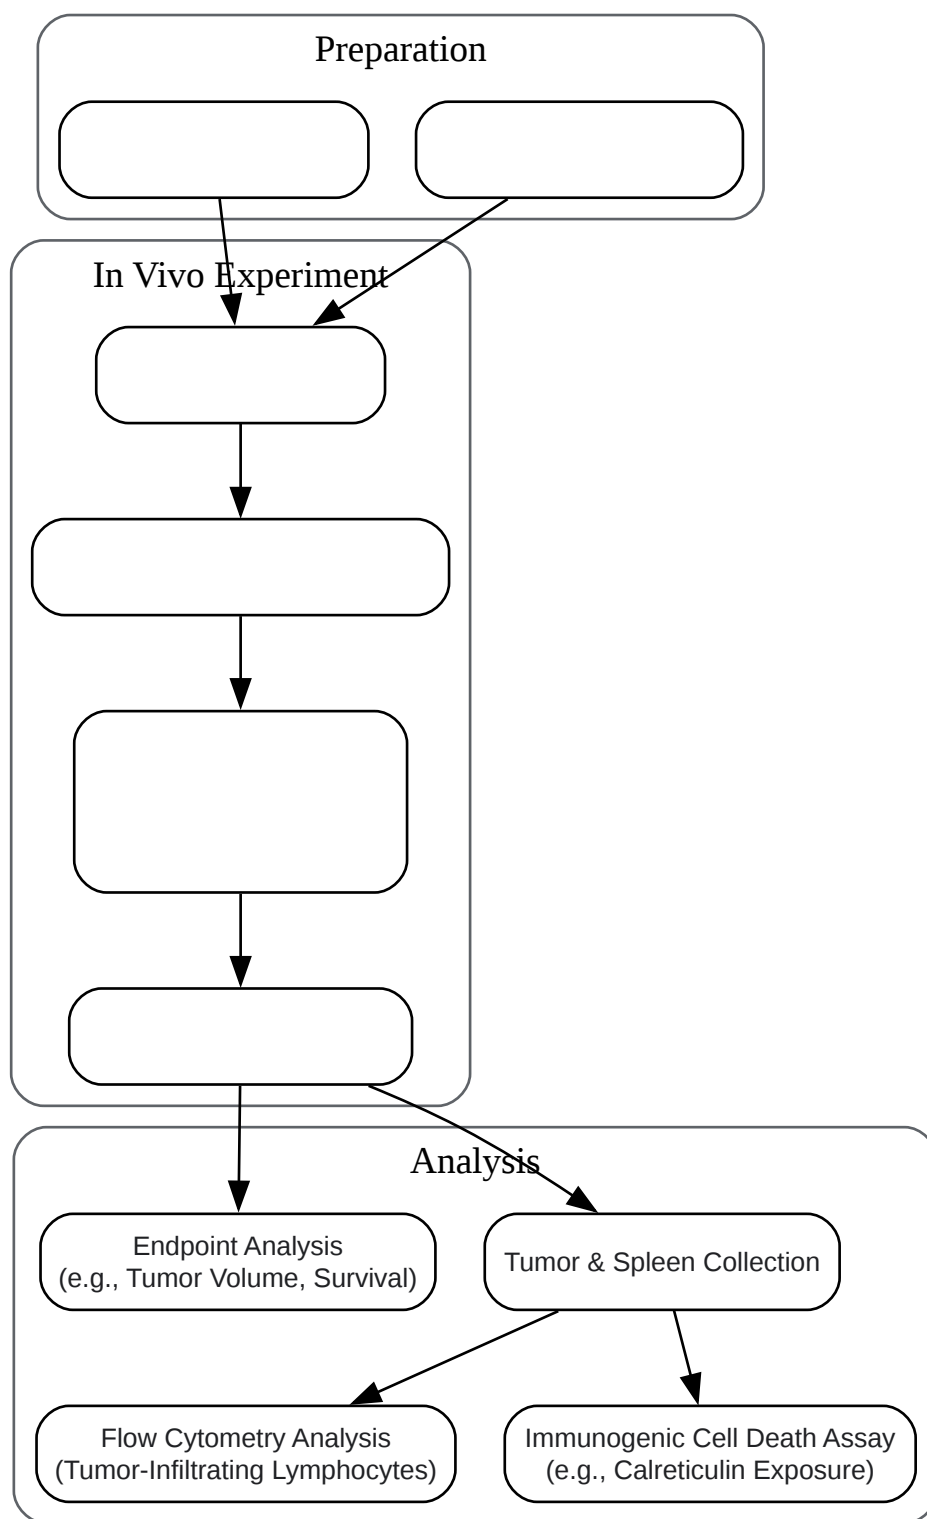 Preparation
In Vivo Experiment
Analysis
Endpoint Analysis
(e.g., Tumor Volume, Survival)
Tumor & Spleen Collection
Flow Cytometry Analysis
(Tumor-Infiltrating Lymphocytes)
Immunogenic Cell Death Assay
(e.g., Calreticulin Exposure)